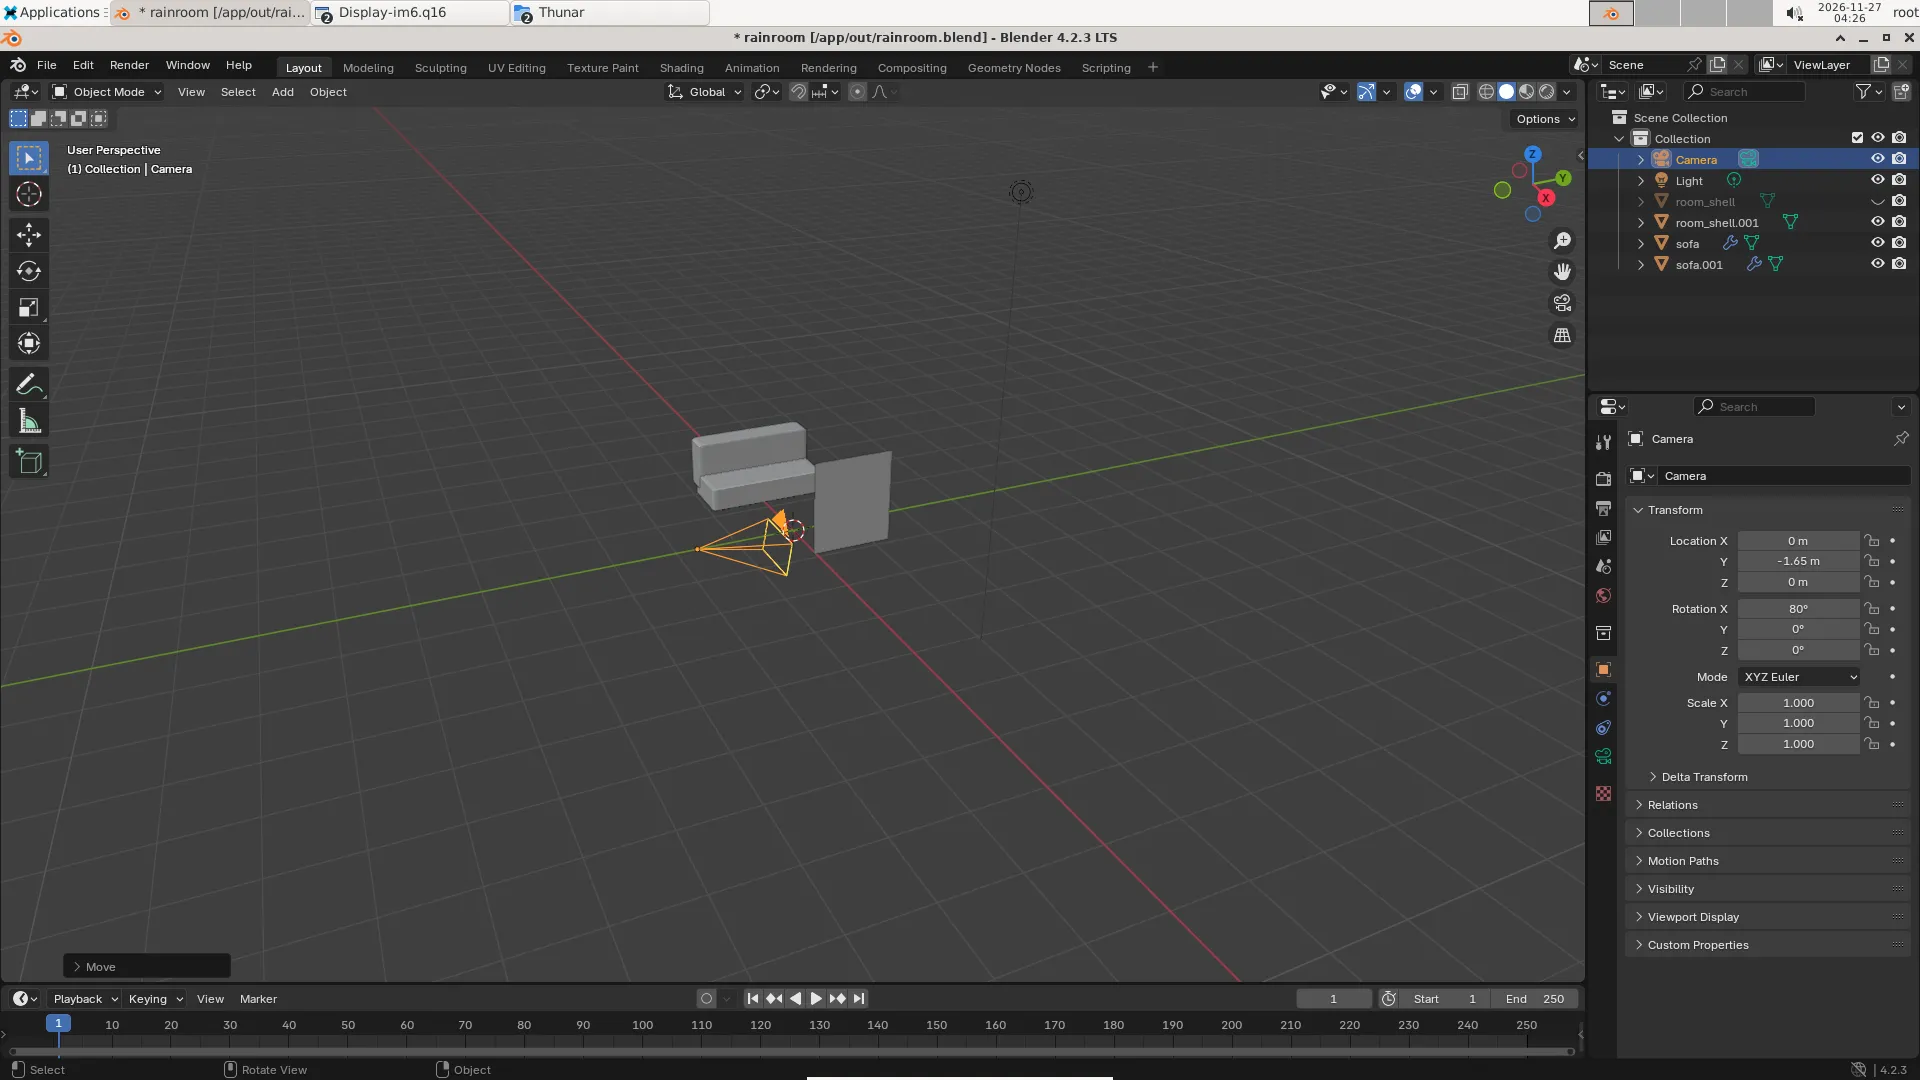 Applications
* rainroom [/app/out/rai...
Display-im6.q16
Thunar
2026-11-27
04:26
root
* rainroom [/app/out/rainroom.blend] - Blender 4.2.3 LTS
File Edit Render Window Help
Layout Modeling Sculpting UV Editing Texture Paint Shading Animation Rendering Compositing Geometry Nodes Scripting
Scene
ViewLayer
Object Mode View Select Add Object
Global
Search
Options
User Perspective
(1) Collection | Camera
Z
Y
X
Scene Collection
Collection
Camera
Light
room_shell
room_shell.001
sofa
sofa.001
Search
Camera
Camera
Transform
Location X 0 m
Y -1.65 m
Z 0 m
Rotation X 80°
Y 0°
Z 0°
Mode XYZ Euler
Scale X 1.000
Y 1.000
Z 1.000
Delta Transform
Relations
Collections
Motion Paths
Visibility
Viewport Display
Custom Properties
Move
Playback Keying View Marker
1
Start 1
End 250
1 10 20 30 40 50 60 70 80 90 100 110 120 130 140 150 160 170 180 190 200 210 220 230 240 250
Select
Rotate View
Object
4.2.3